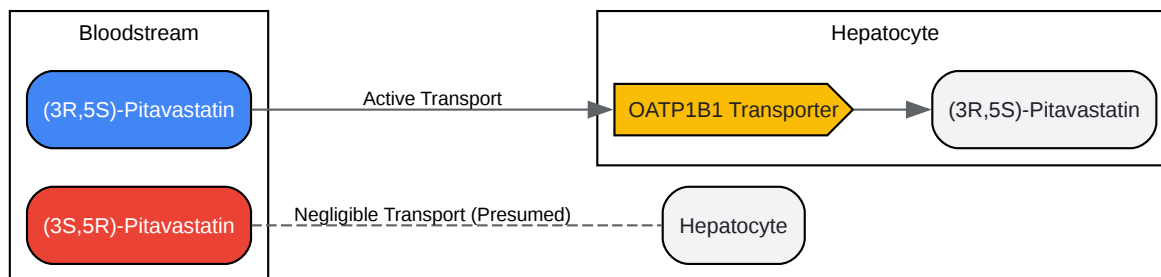 Bloodstream
Hepatocyte
(3R,5S)-Pitavastatin
Active Transport
OATP1B1 Transporter
(3R,5S)-Pitavastatin
(3S,5R)-Pitavastatin
Negligible Transport (Presumed)
Hepatocyte